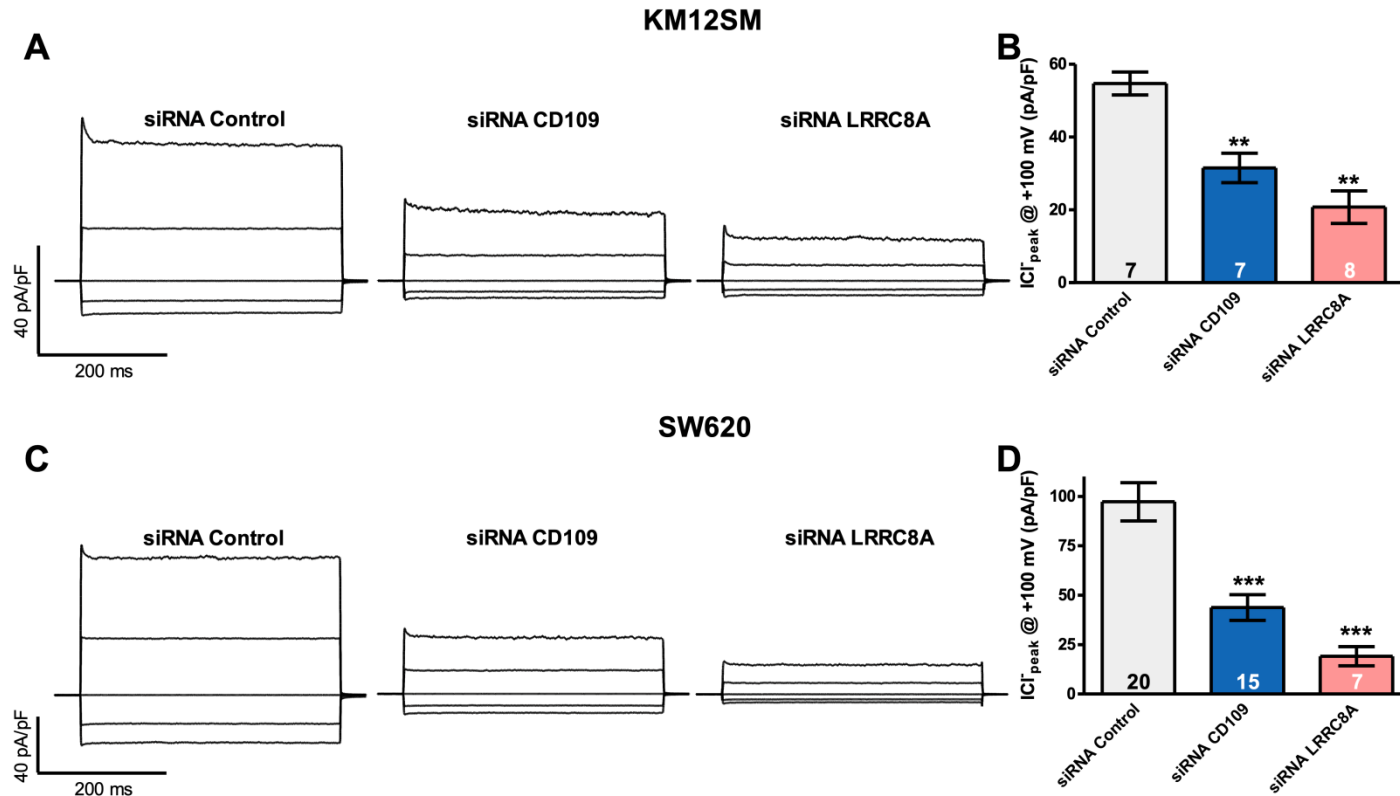 KM12SM
A
B
siRNA Control
siRNA CD109
siRNA LRRC8A
40 pA/pF
200 ms
ICl⁻peak @ +100 mV (pA/pF)
60
40
20
0
**
**
7
7
8
siRNA Control
siRNA CD109
siRNA LRRC8A
SW620
C
D
siRNA Control
siRNA CD109
siRNA LRRC8A
40 pA/pF
200 ms
ICl⁻peak @ +100 mV (pA/pF)
100
75
50
25
0
***
***
20
15
7
siRNA Control
siRNA CD109
siRNA LRRC8A